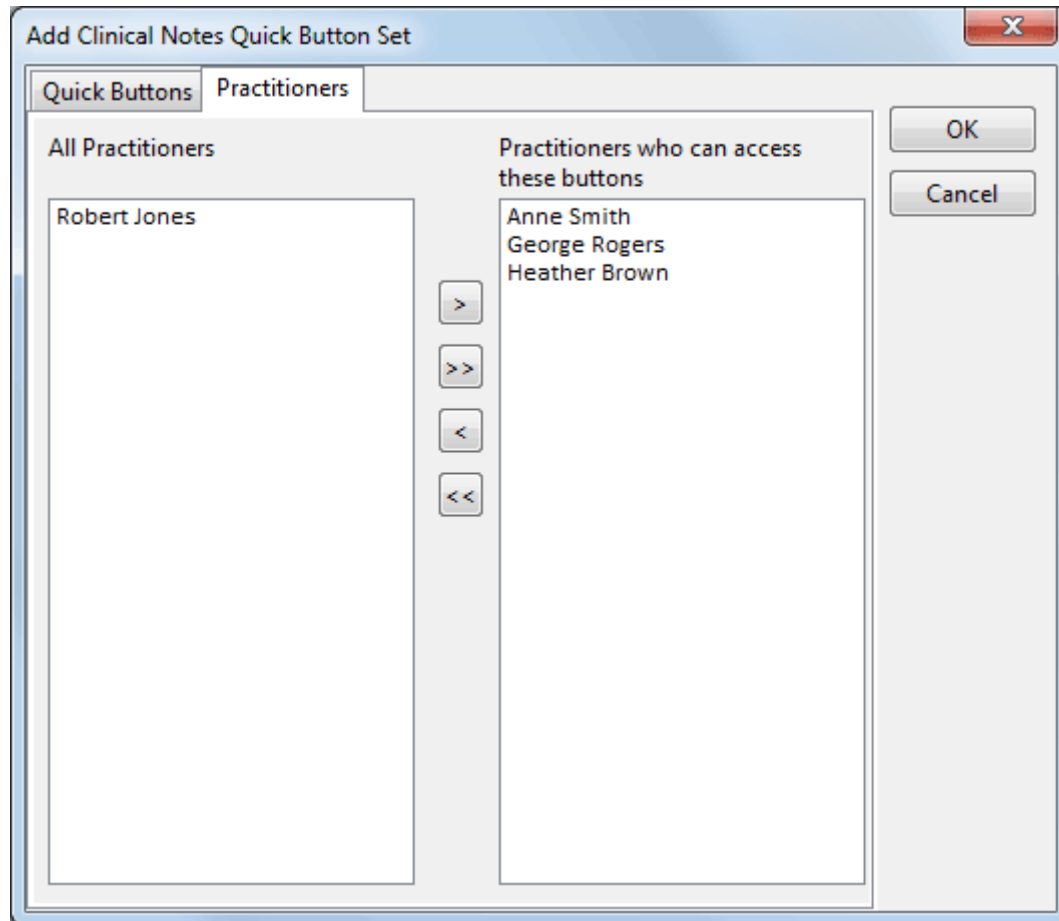 Add Clinical Notes Quick Button Set
X
Quick Buttons
Practitioners
All Practitioners
Practitioners who can access
these buttons
Robert Jones
Anne Smith
George Rogers
Heather Brown
>
>>
<
<<
OK
Cancel